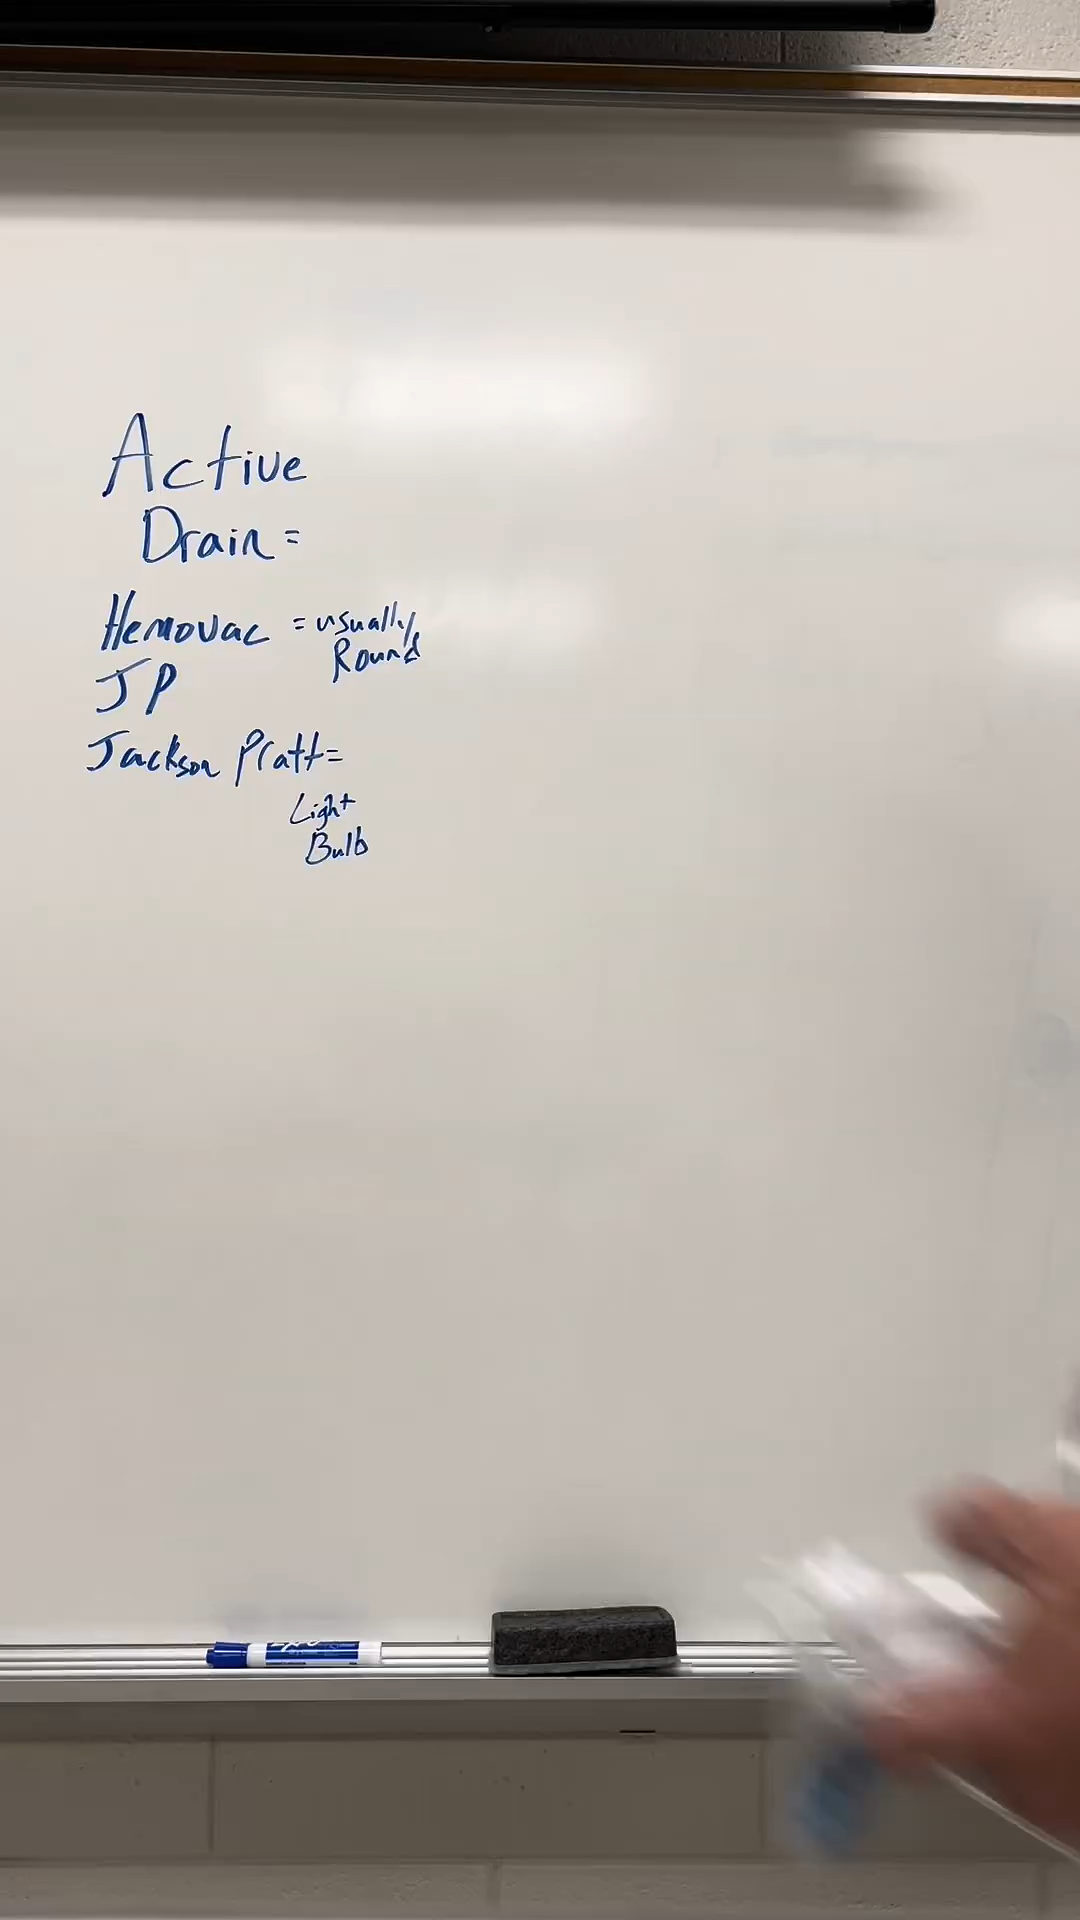 Active
Drain =
Hemovac = usually
Round
JP
Jackson Pratt =
Light
Bulb